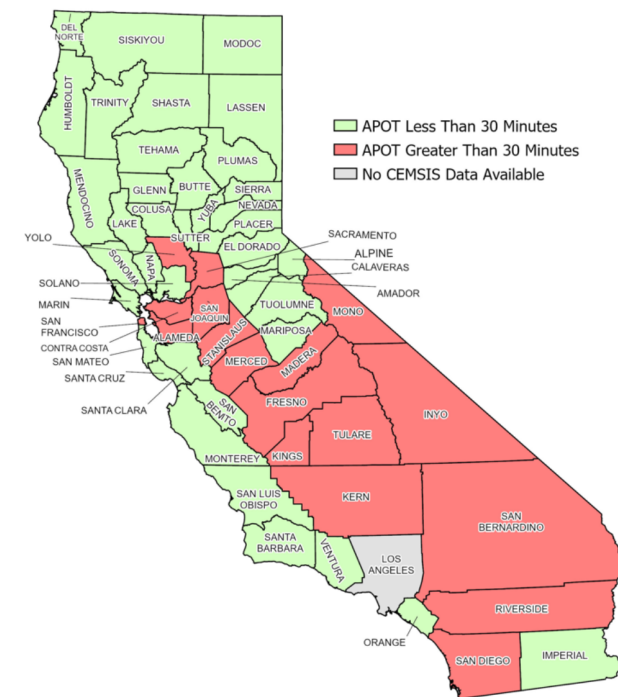 DEL
NORTE
SISKIYOU
MODOC
HUMBOLDT
TRINITY
SHASTA
LASSEN
APOT Less Than 30 Minutes
APOT Greater Than 30 Minutes
No CEMSIS Data Available
TEHAMA
PLUMAS
MENDOCINO
GLENN
BUTTE
SIERRA
COLUSA
YUBA
NEVADA
LAKE
PLACER
YOLO
SUTTER
SACRAMENTO
EL DORADO
ALPINE
SONOMA
NAPA
CALAVERAS
SOLANO
AMADOR
MARIN
TUOLUMNE
MONO
SAN
FRANCISCO
SAN
JOAQUIN
CONTRA COSTA
ALAMEDA
STANISLAUS
MARIPOSA
SAN MATEO
MERCED
MADERA
SANTA CRUZ
SANTA CLARA
SAN
BENITO
FRESNO
INYO
TULARE
MONTEREY
KINGS
SAN LUIS
OBISPO
KERN
SAN
BERNARDINO
SANTA
BARBARA
VENTURA
LOS
ANGELES
RIVERSIDE
ORANGE
SAN DIEGO
IMPERIAL